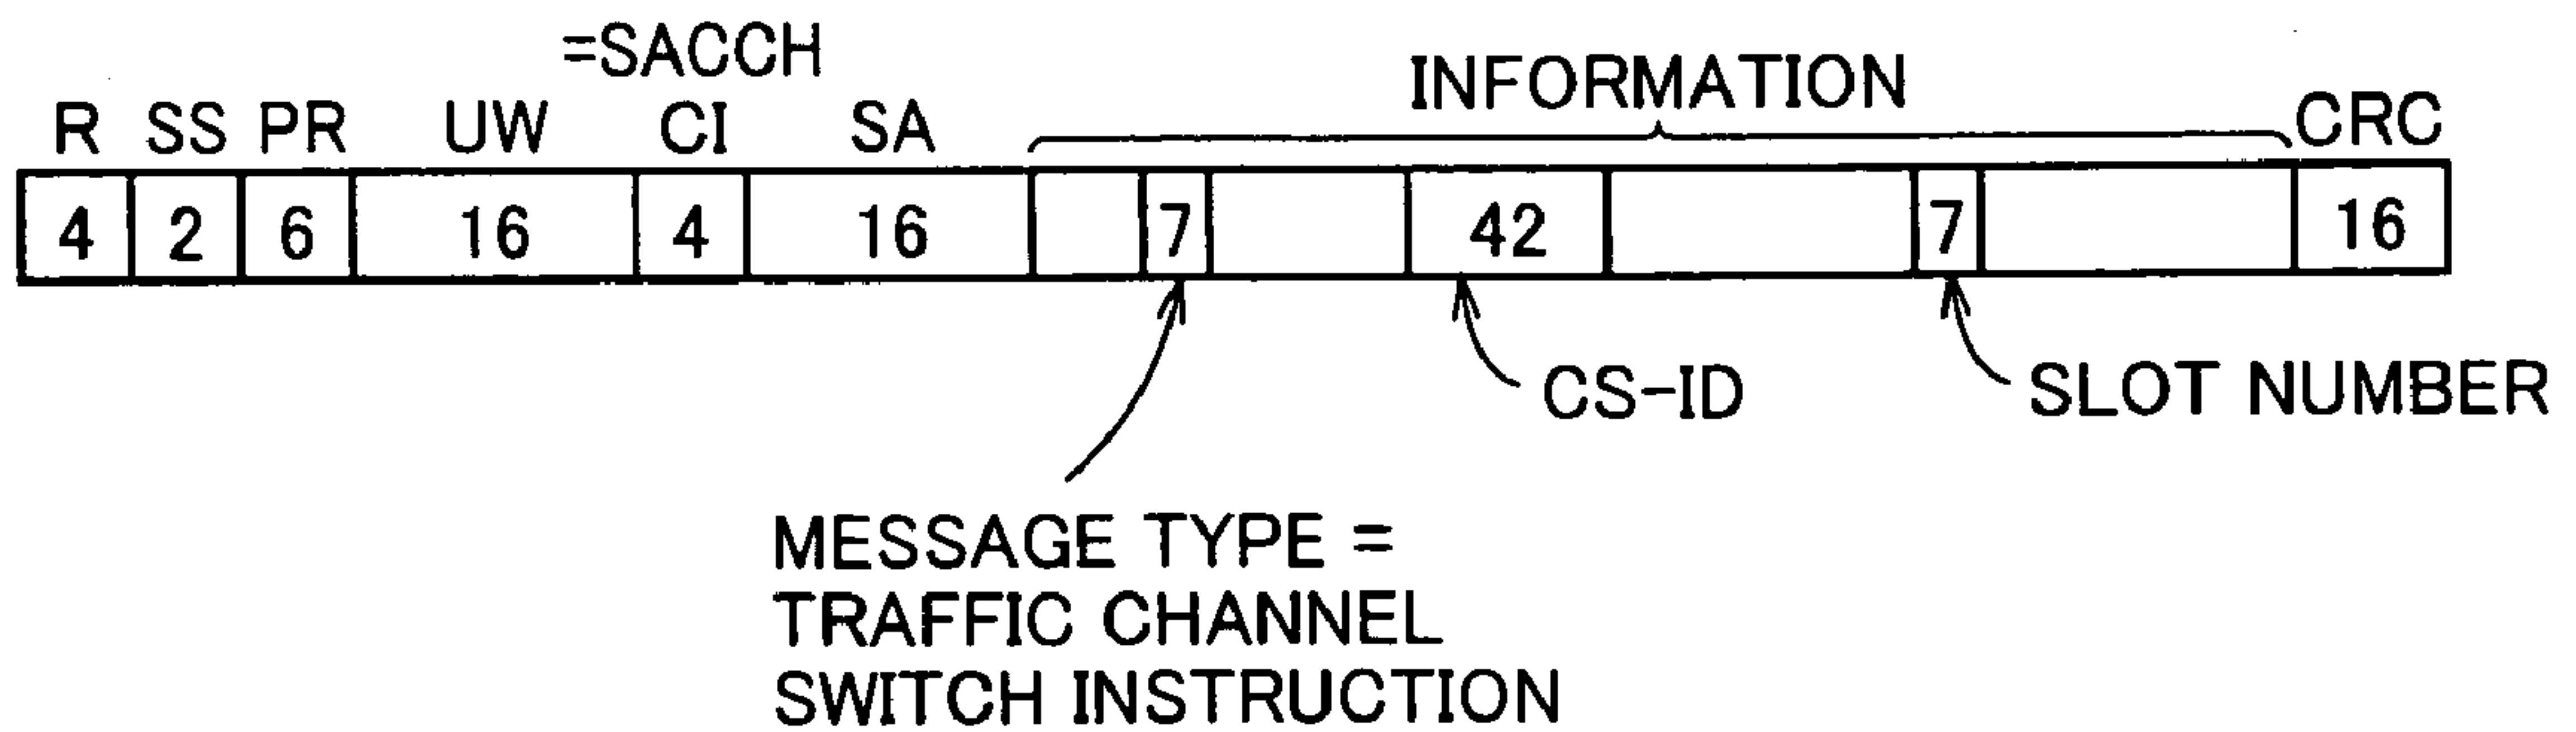 =SACCH
R SS PR UW CI SA INFORMATION CRC
4 2 6 16 4 16 7 42 7 16
CS-ID
SLOT NUMBER
MESSAGE TYPE =
TRAFFIC CHANNEL
SWITCH INSTRUCTION